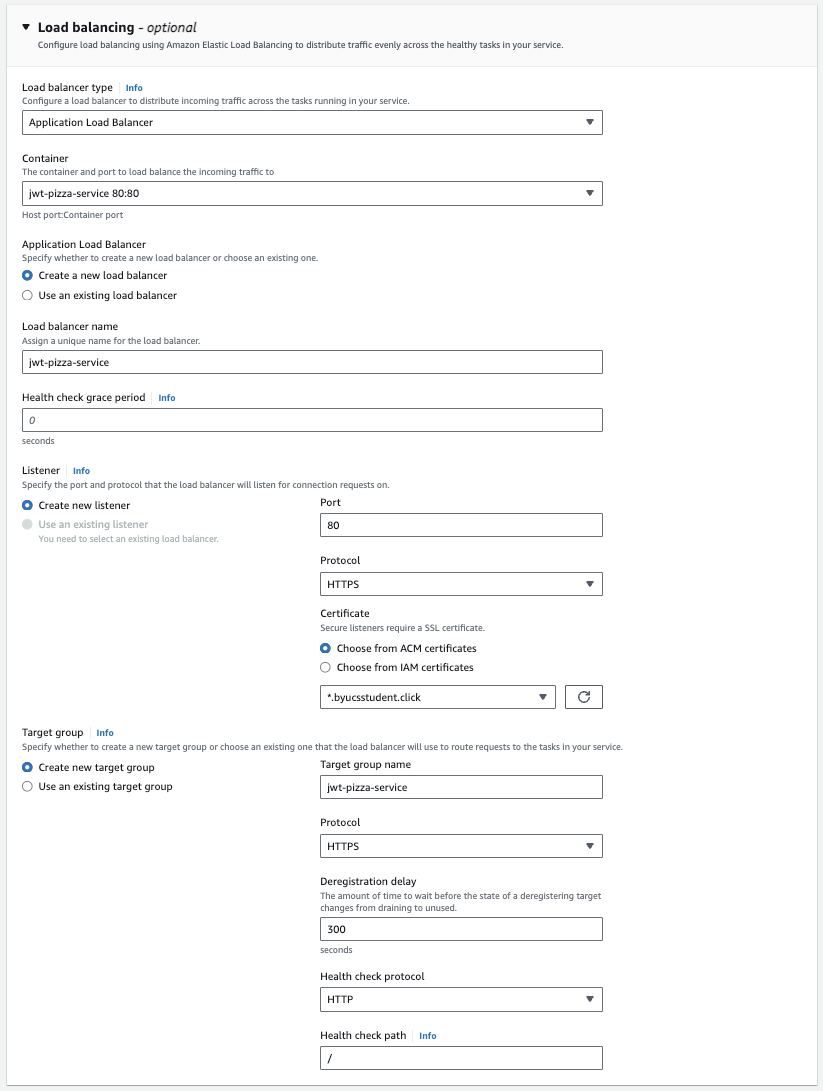 Load balancing - optional
Configure load balancing using Amazon Elastic Load Balancing to distribute traffic evenly across the healthy tasks in your service.
Load balancer type Info
Configure a load balancer to distribute incoming traffic across the tasks running in your service.
Application Load Balancer
Container
The container and port to load balance the incoming traffic to
jwt-pizza-service 80:80
Host port:Container port
Application Load Balancer
Specify whether to create a new load balancer or choose an existing one.
Create a new load balancer
Use an existing load balancer
Load balancer name
Assign a unique name for the load balancer.
jwt-pizza-service
Health check grace period Info
0
seconds
Listener Info
Specify the port and protocol that the load balancer will listen for connection requests on.
Create new listener
Use an existing listener
You need to select an existing load balancer.
Port
80
Protocol
HTTPS
Certificate
Secure listeners require a SSL certificate.
Choose from ACM certificates
Choose from IAM certificates
*.byucsstudent.click
Target group Info
Specify whether to create a new target group or choose an existing one that the load balancer will use to route requests to the tasks in your service.
Create new target group
Use an existing target group
Target group name
jwt-pizza-service
Protocol
HTTPS
Deregistration delay
The amount of time to wait before the state of a deregistering target
changes from draining to unused.
300
seconds
Health check protocol
HTTP
Health check path Info
/